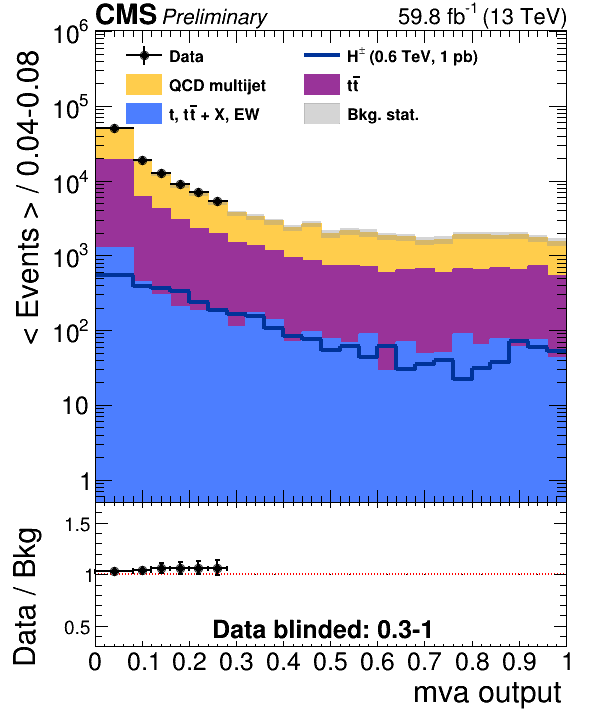 CMS Preliminary 59.8 fb⁻¹ (13 TeV)
< Events > / 0.04-0.08
10⁶
10⁵
10⁴
10³
10²
10
1
Data
H± (0.6 TeV, 1 pb)
QCD multijet
tt̄
t, tt̄ + X, EW
Bkg. stat.
Data / Bkg
1.5
1
0.5
Data blinded: 0.3-1
0 0.1 0.2 0.3 0.4 0.5 0.6 0.7 0.8 0.9 1
mva output